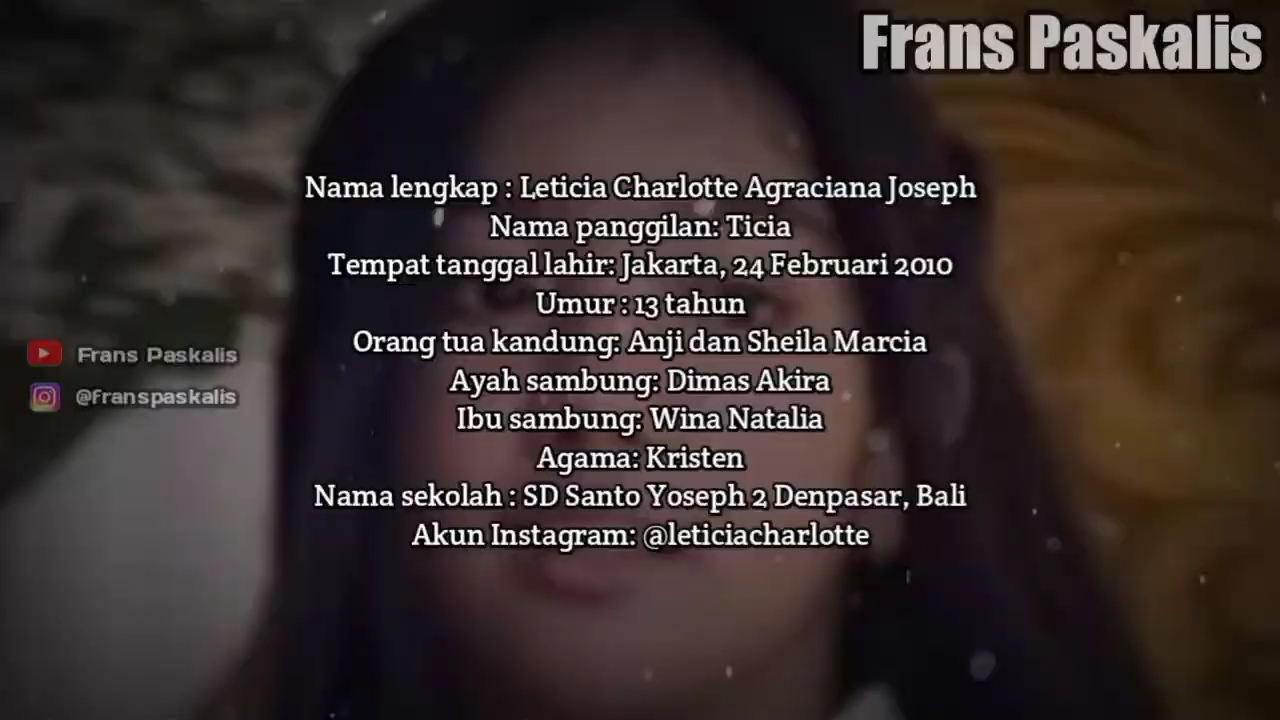 Frans Paskalis
Nama lengkap : Leticia Charlotte Agraciana Joseph
Nama panggilan: Ticia
Tempat tanggal lahir: Jakarta, 24 Februari 2010
Umur : 13 tahun
Orang tua kandung: Anji dan Sheila Marcia
Ayah sambung: Dimas Akira
Ibu sambung: Wina Natalia
Agama: Kristen
Nama sekolah : SD Santo Yoseph 2 Denpasar, Bali
Akun Instagram: @leticiacharlotte
Frans Paskalis
@franspaskalis